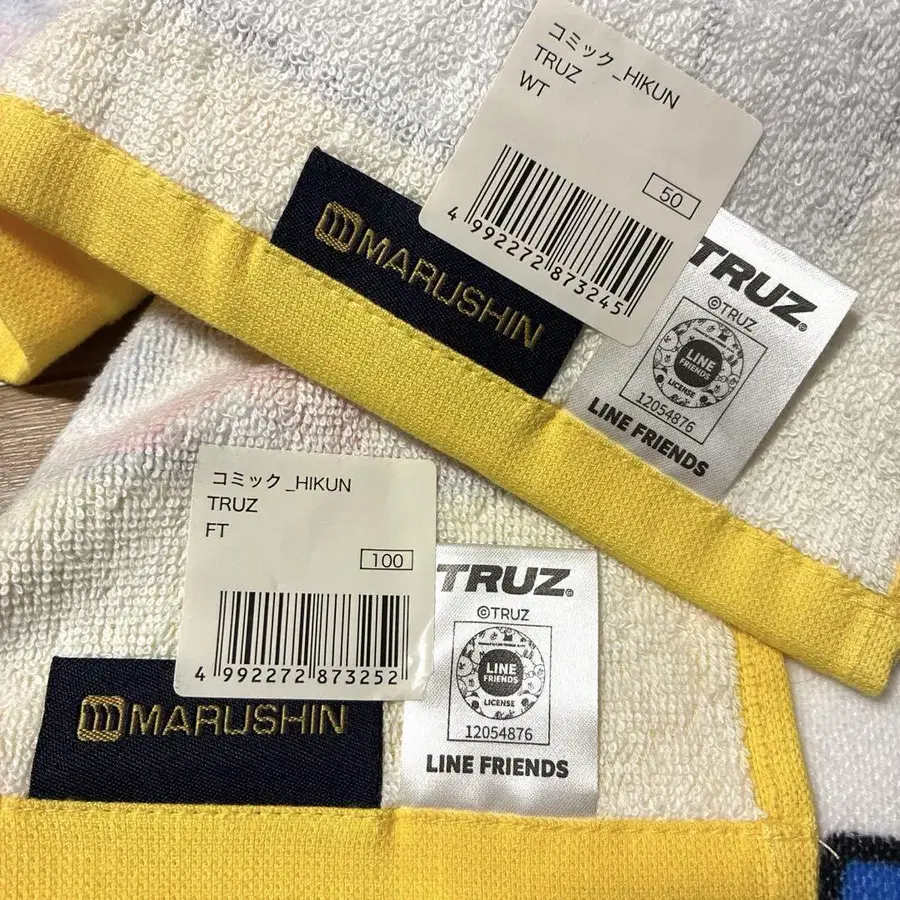 コミック_HIKUN
TRUZ
WT
50
4 992272 873245
MARUSHIN
TRUZ
©TRUZ
LINE
FRIENDS
LICENSE
12054876
LINE FRIENDS
コミック_HIKUN
TRUZ
FT
100
4 992272 873252
MARUSHIN
TRUZ
©TRUZ
LINE
FRIENDS
LICENSE
12054876
LINE FRIENDS